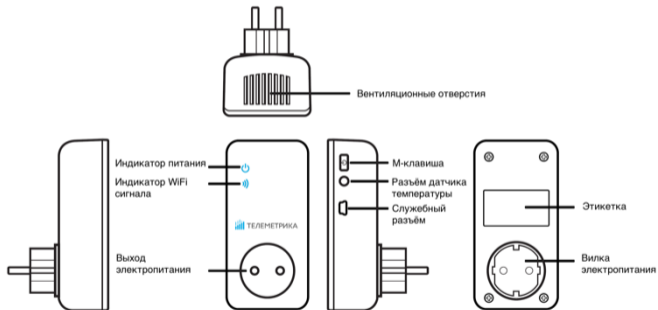 Вентиляционные отверстия
Индикатор питания
Индикатор WiFi
сигнала
ТЕЛЕМЕТРИКА
Выход
электропитания
М-клавиша
Разъём датчика
температуры
Служебный
разъём
Этикетка
Вилка
электропитания